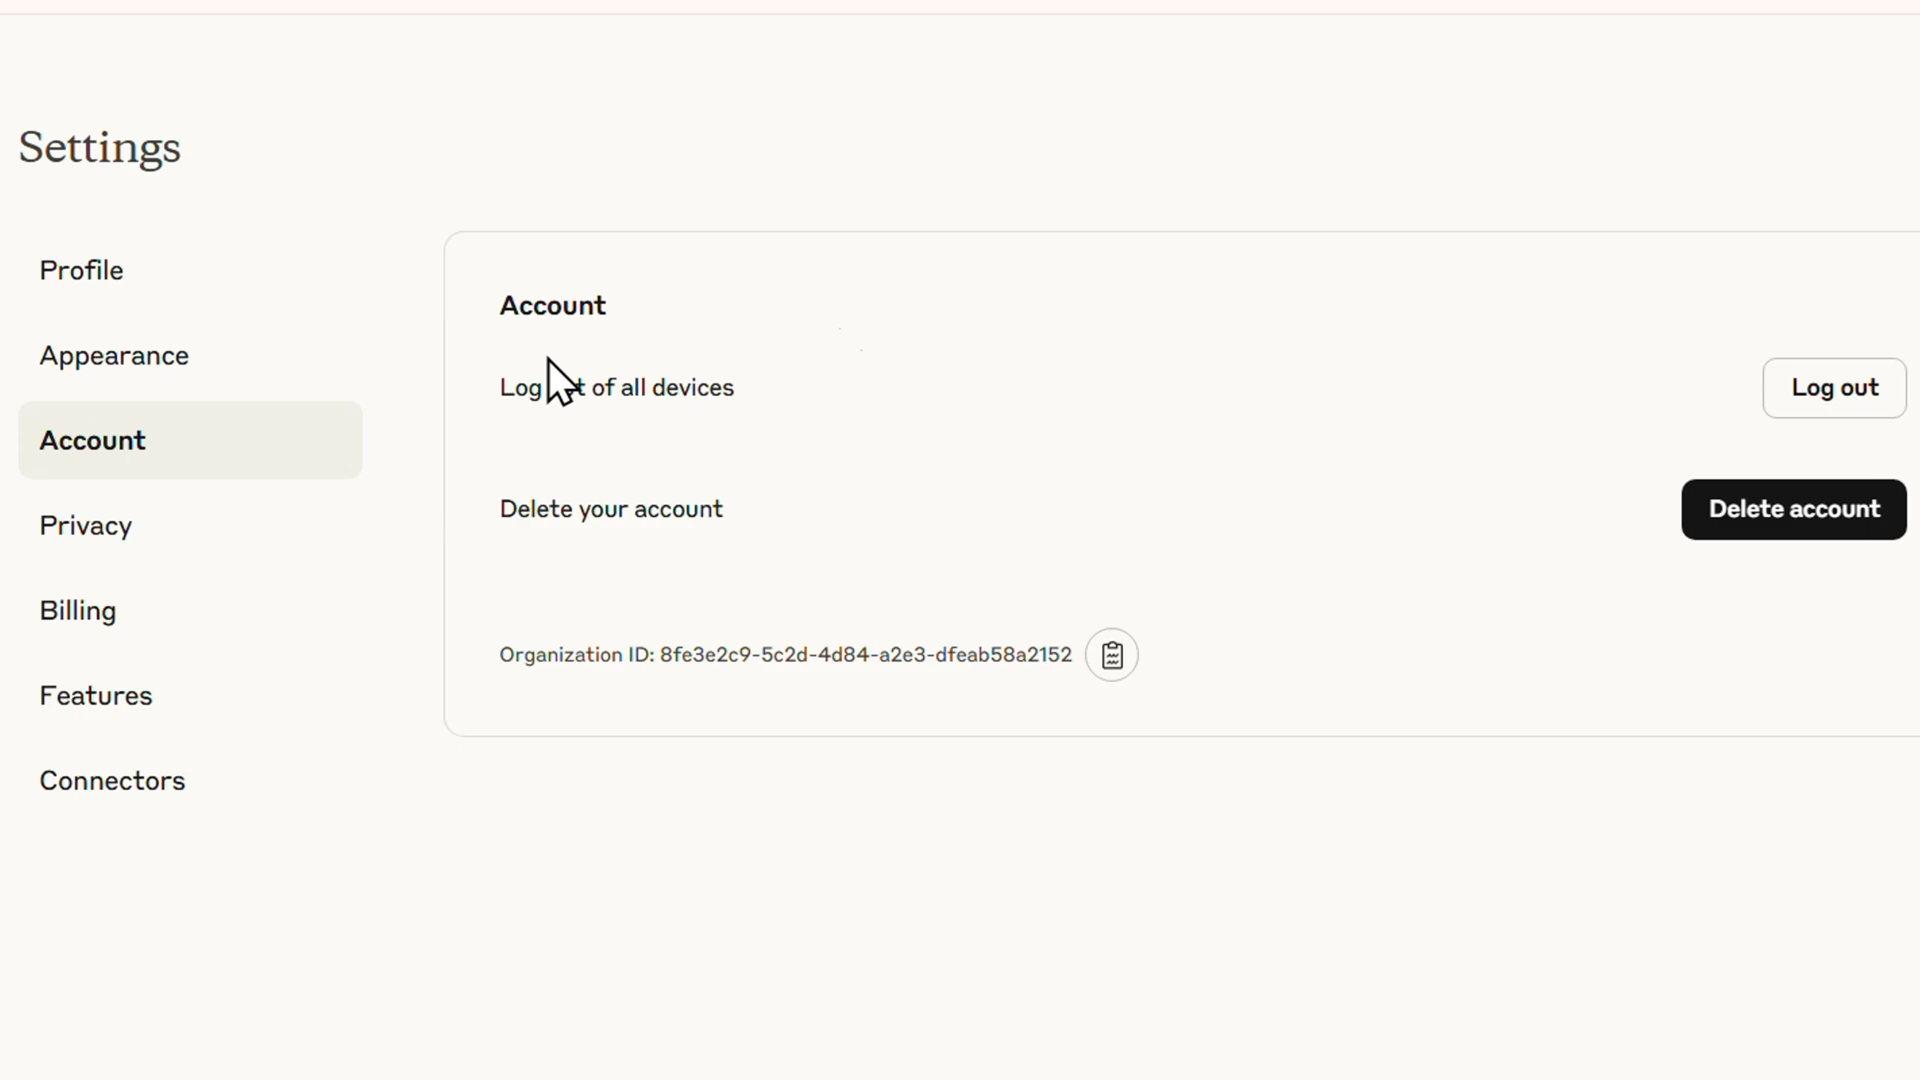 Settings
Profile
Appearance
Account
Privacy
Billing
Features
Connectors
Account
Log of all devices
Log out
Delete your account
Delete account
Organization ID: 8fe3e2c9-5c2d-4d84-a2e3-dfeab58a2152